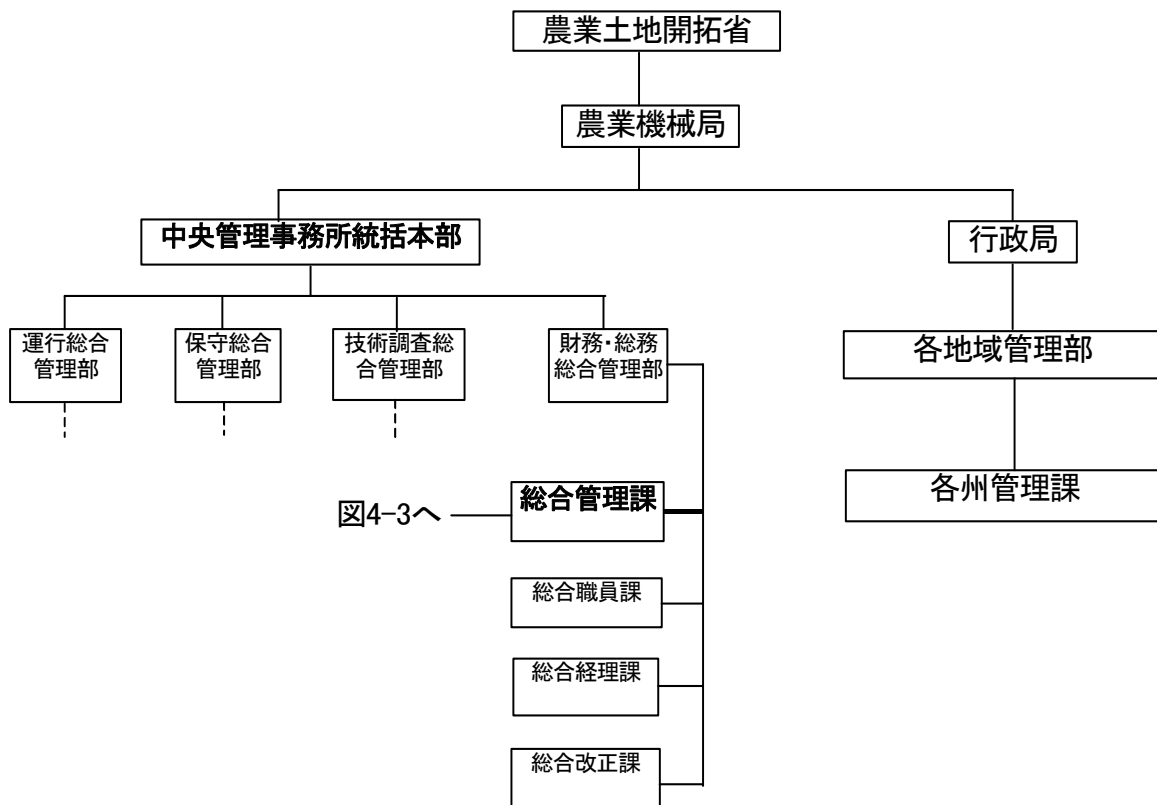 農業土地開拓省
農業機械局
中央管理事務所統括本部
行政局
運行総合
管理部
保守総合
管理部
技術調査総
合管理部
財務・総務
総合管理部
各地域管理部
各州管理課
図4-3へ
総合管理課
総合職員課
総合経理課
総合改正課